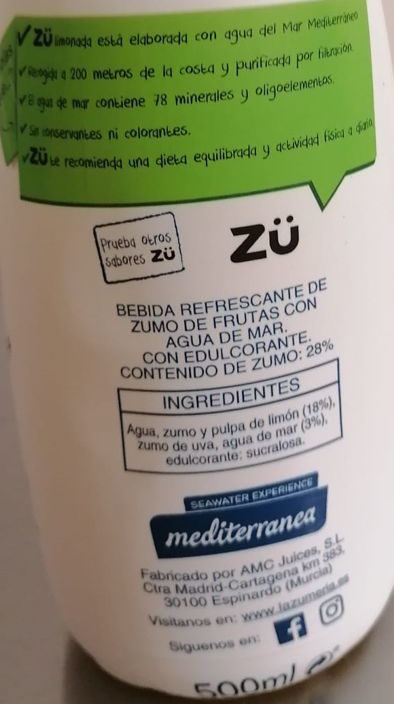 ✓ ZÜ limonada está elaborada con agua del Mar Mediterráneo
✓ Recogida a 200 metros de la costa y purificada por filtración.
✓ El agua de mar contiene 78 minerales y oligoelementos.
✓ Sin conservantes ni colorantes.
✓ ZÜ te recomienda una dieta equilibrada y actividad física a diario
Prueba otros
sabores ZÜ
ZÜ
BEBIDA REFRESCANTE DE
ZUMO DE FRUTAS CON
AGUA DE MAR.
CON EDULCORANTE.
CONTENIDO DE ZUMO: 28%
INGREDIENTES
Agua, zumo y pulpa de limón (18%),
zumo de uva, agua de mar (3%),
edulcorante: sucralosa.
SEAWATER EXPERIENCE
mediterranea
Fabricado por AMC Juices, S.L
Ctra Madrid-Cartagena km 383.
30100 Espinardo (Murcia)
Visitanos en: www.lazumeria.es
Siguenos en:
500ml